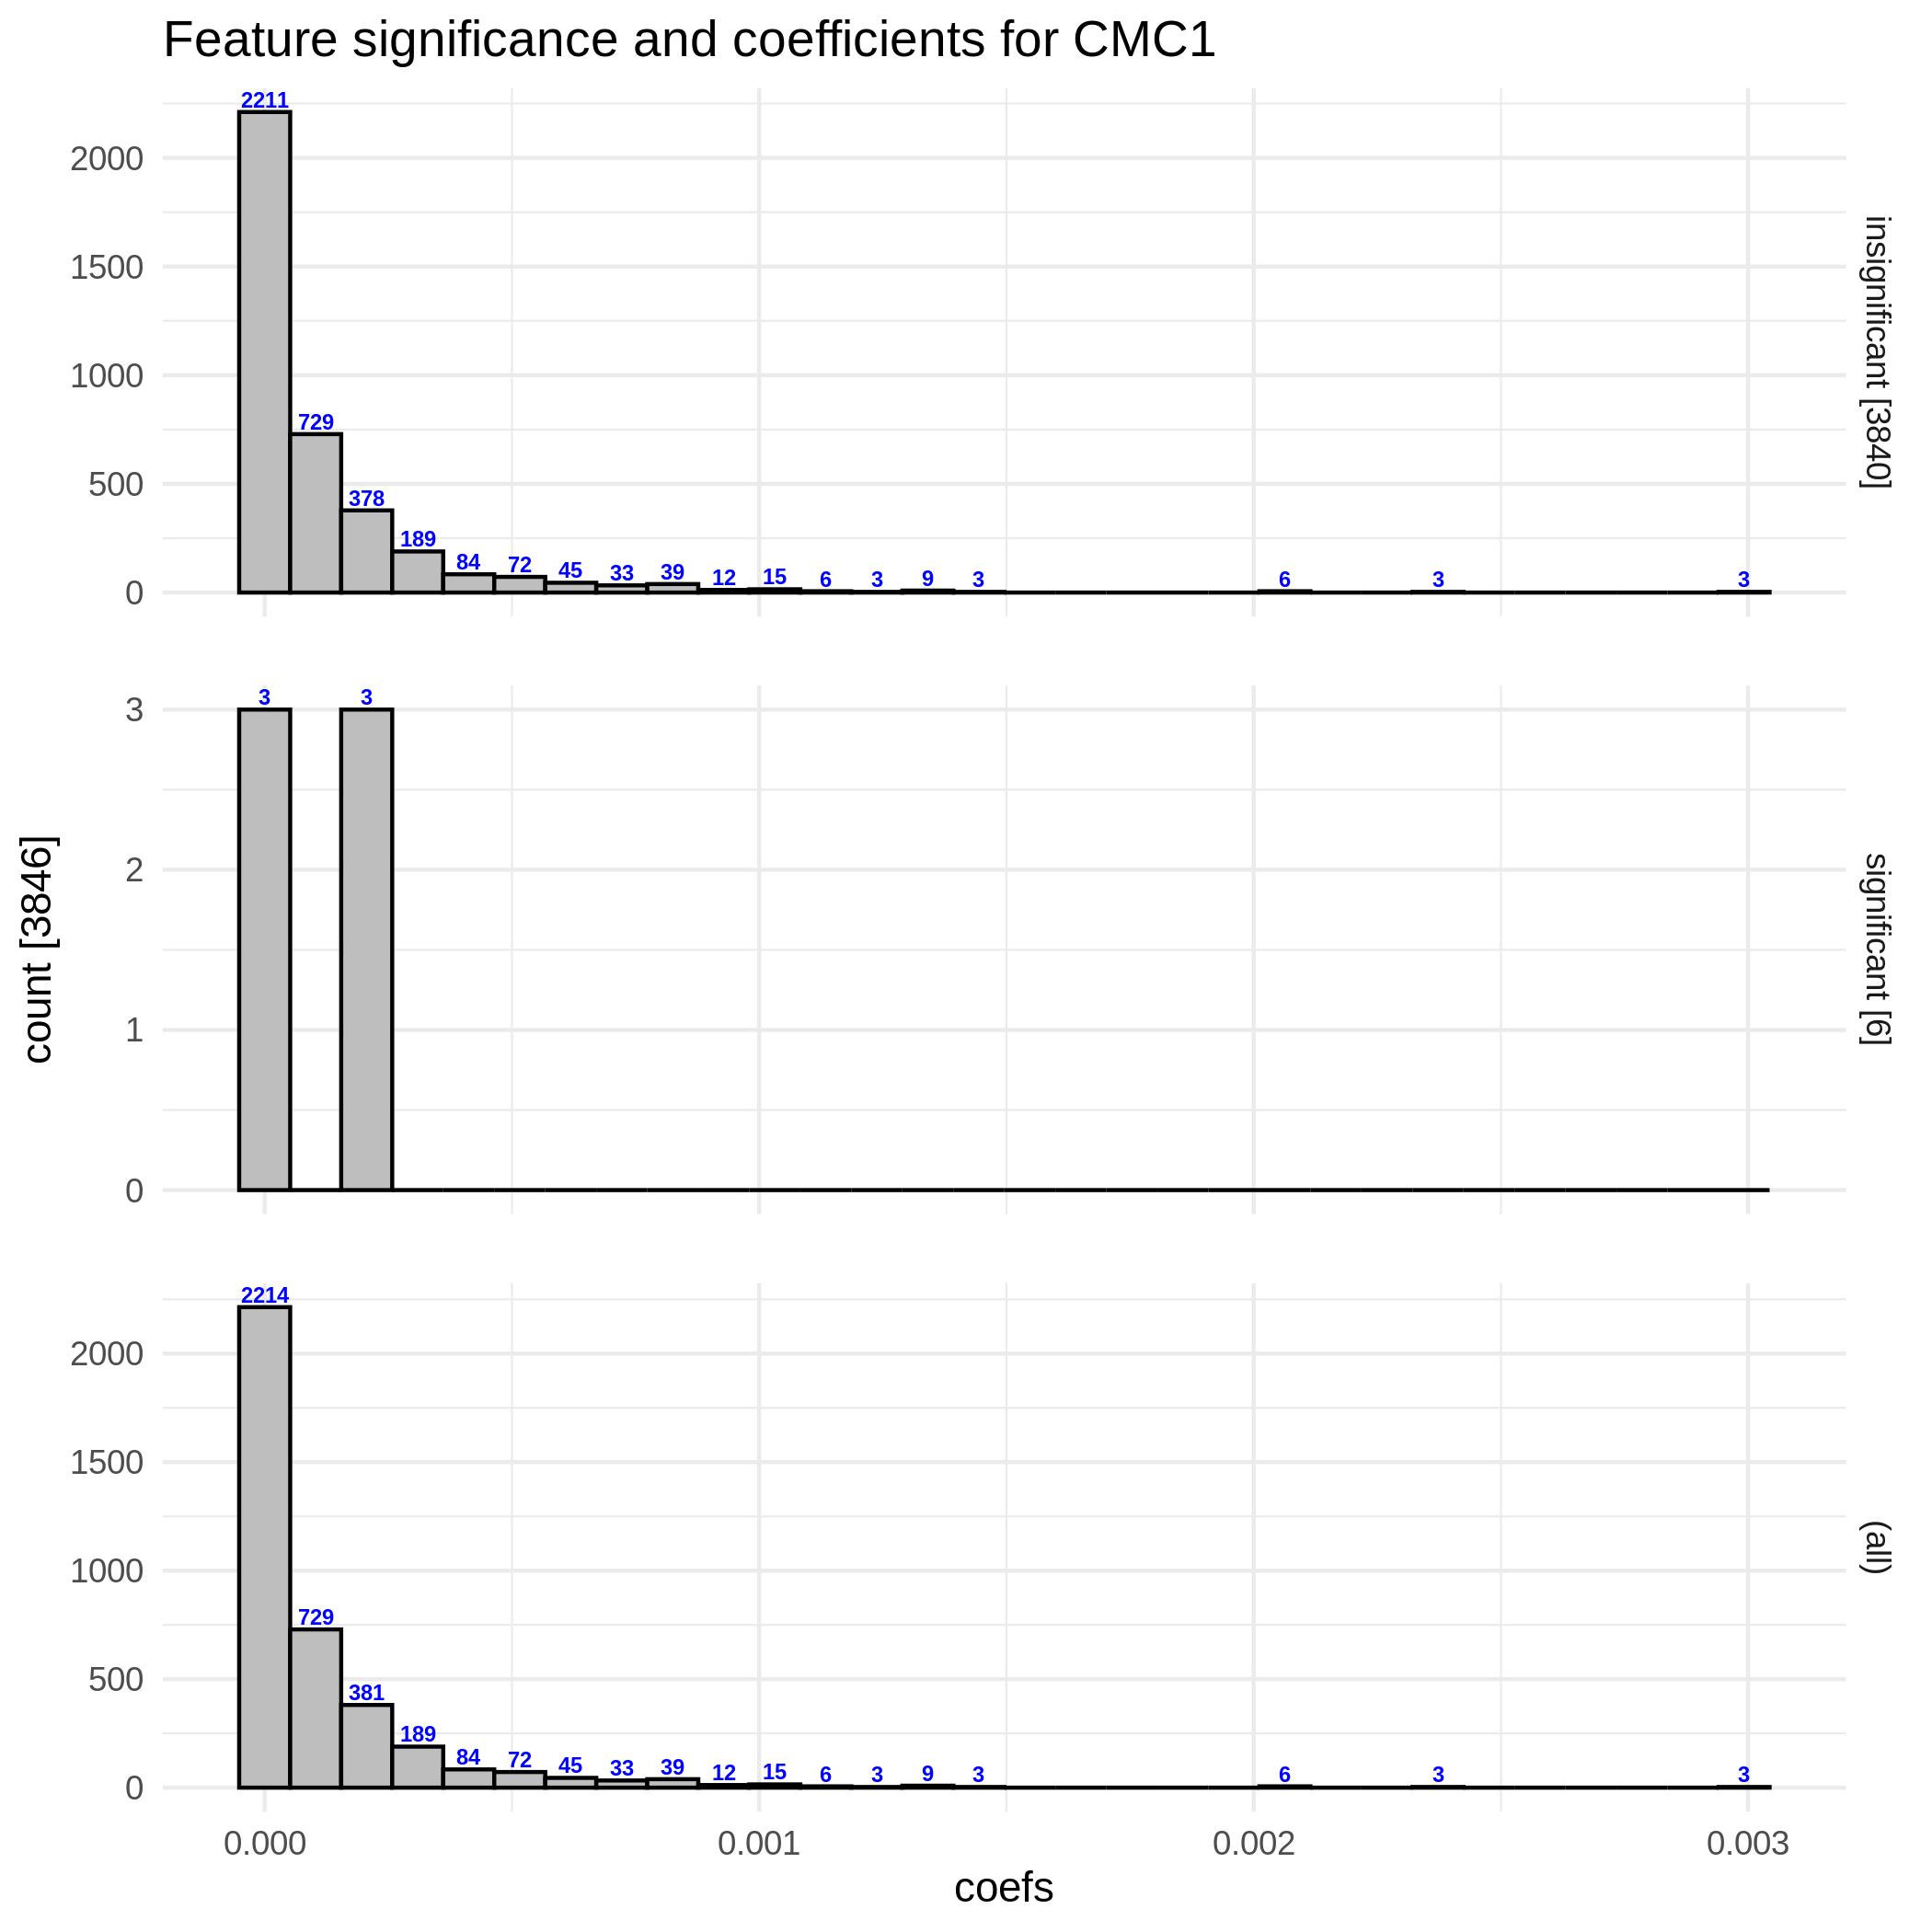 Feature significance and coefficients for CMC1
2211
2000
1500
1000
729
500
378
189
84 72 45 33 39 12 15 6 3 9 3 6 3 3
0
insignificant [3840]
count [3846]
3 3
3
2
1
0
significant [6]
2214
2000
1500
1000
729
500
381
189
84 72 45 33 39 12 15 6 3 9 3 6 3 3
0
(all)
0.000 0.001 0.002 0.003
coefs